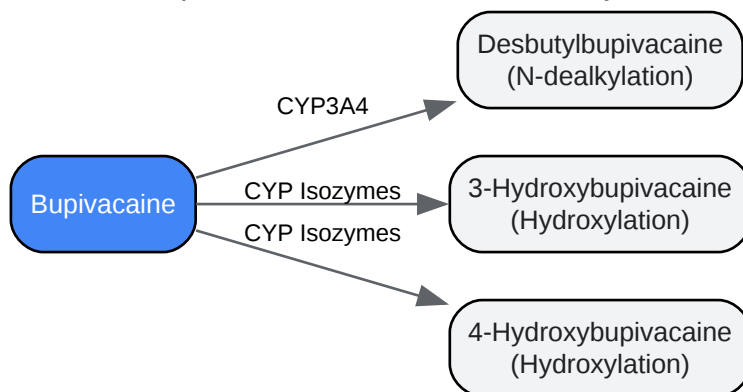 Desbutylbupivacaine
(N-dealkylation)
CYP3A4
Bupivacaine
CYP Isozymes
3-Hydroxybupivacaine
(Hydroxylation)
CYP Isozymes
4-Hydroxybupivacaine
(Hydroxylation)